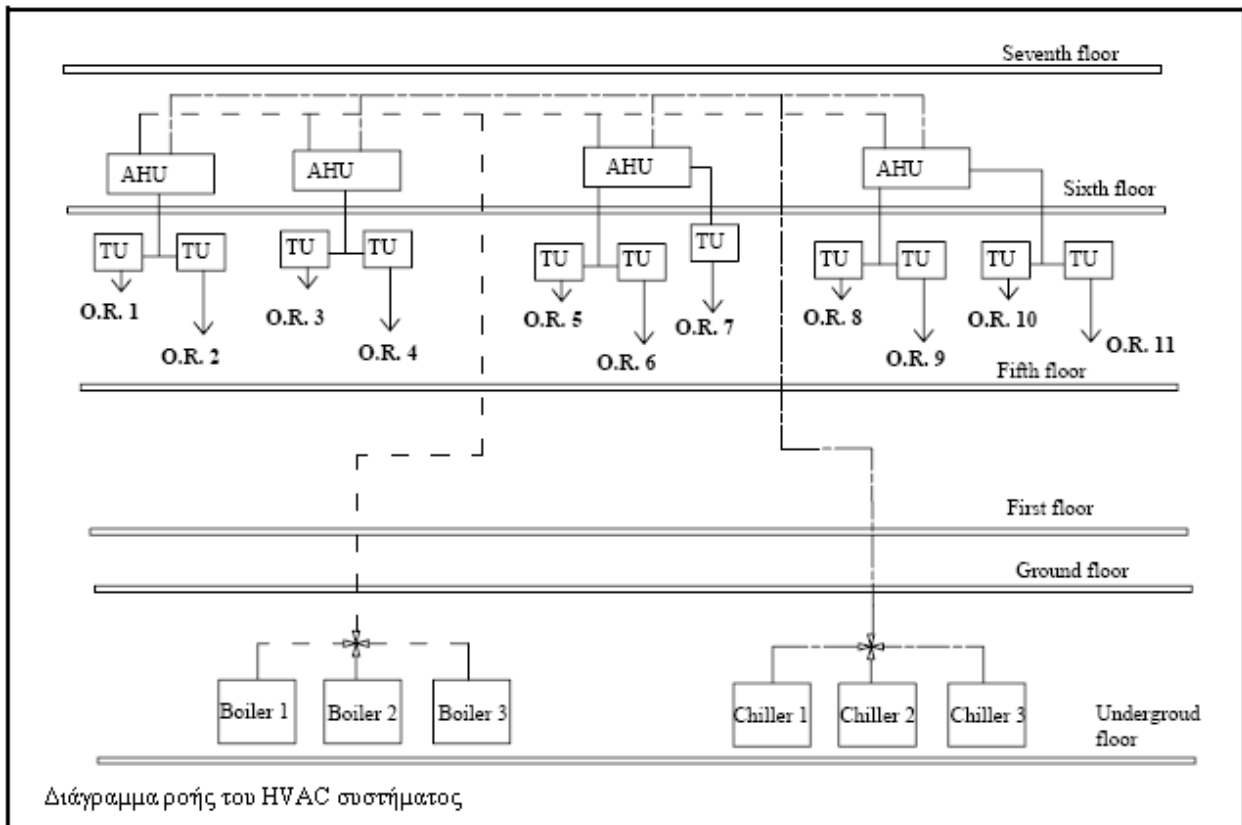 Seventh floor
AHU
AHU
AHU
AHU
Sixth floor
TU
TU
TU
TU
TU
TU
TU
TU
TU
TU
TU
O.R. 1
O.R. 2
O.R. 3
O.R. 4
O.R. 5
O.R. 6
O.R. 7
O.R. 8
O.R. 9
O.R. 10
O.R. 11
Fifth floor
First floor
Ground floor
Boiler 1
Boiler 2
Boiler 3
Chiller 1
Chiller 2
Chiller 3
Undergroud
floor
Διάγραμμα ροής του HVAC συστήματος